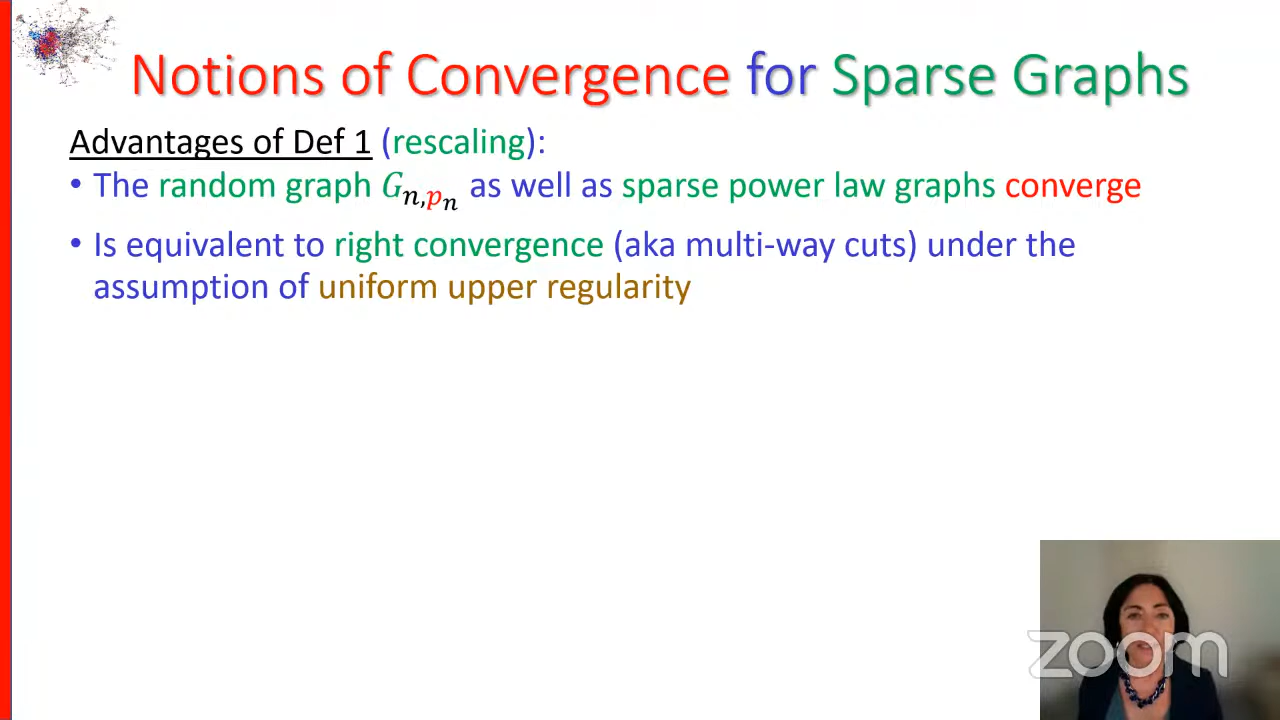 Notions of Convergence for Sparse Graphs
Advantages of Def 1 (rescaling):
• The random graph Gₙ,ₚₙ as well as sparse power law graphs converge
• Is equivalent to right convergence (aka multi-way cuts) under the
assumption of uniform upper regularity
zoom